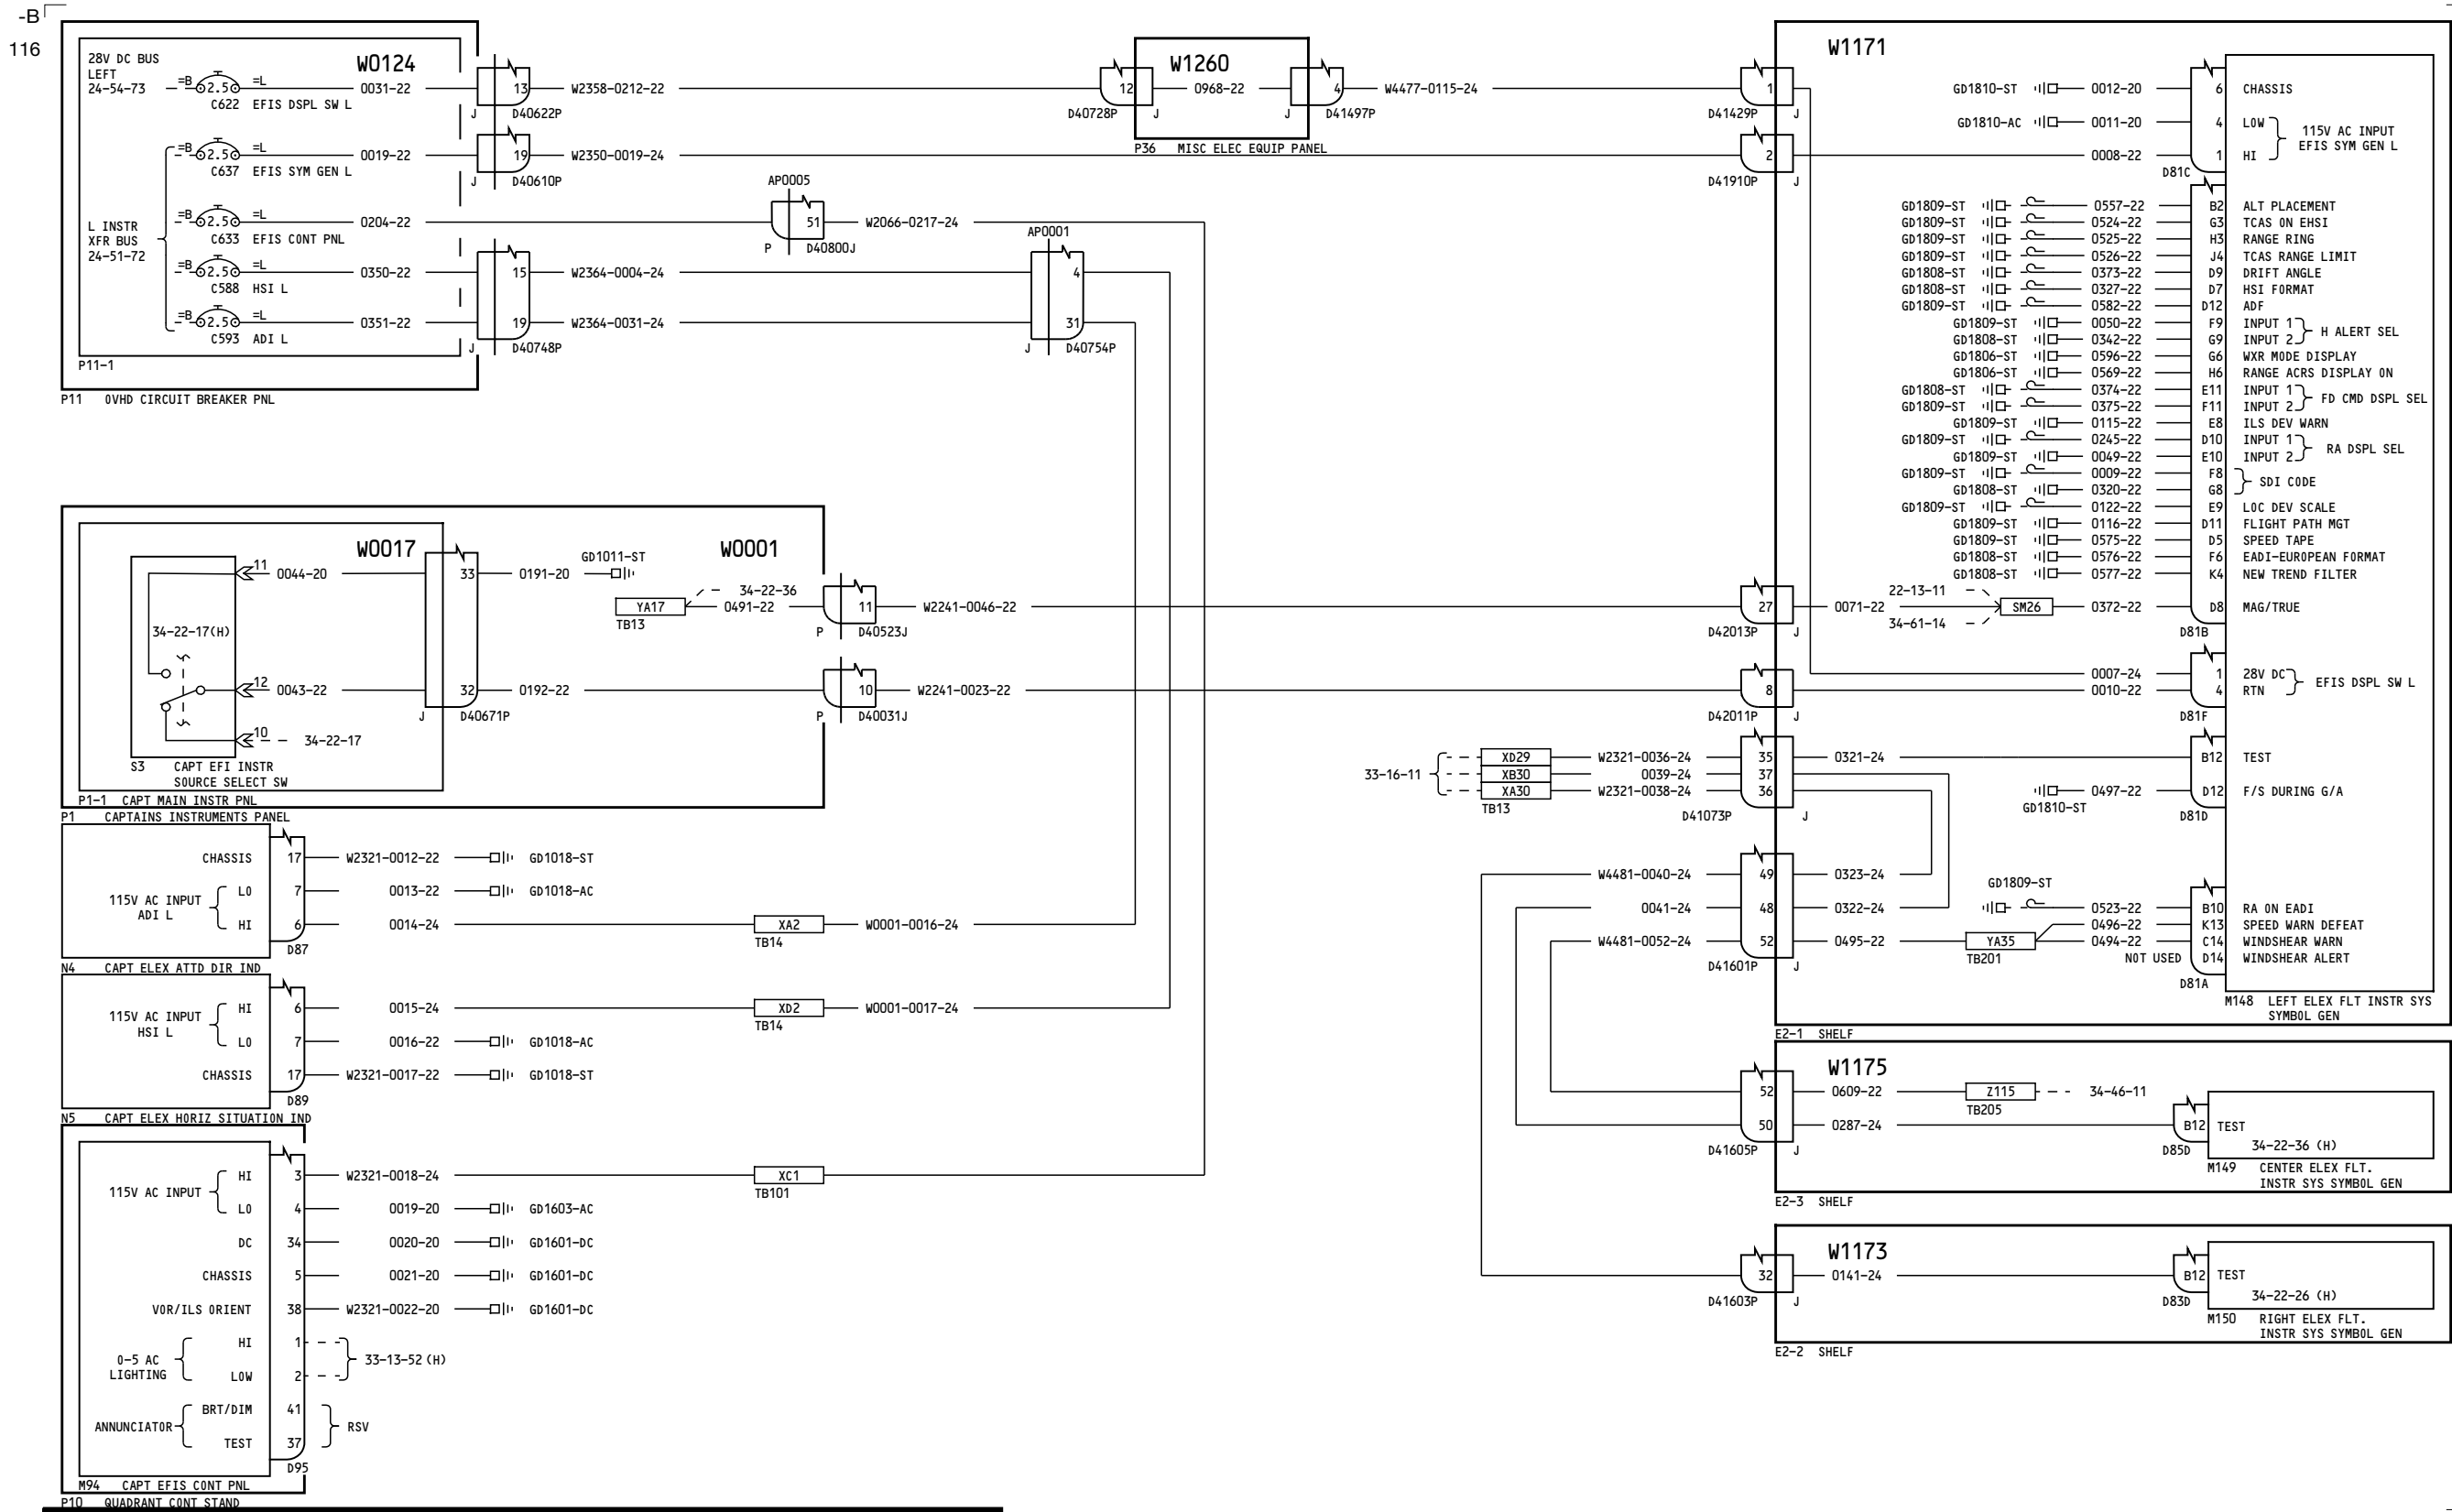 -B
116
28V DC BUS
LEFT
24-54-73
=B
2.5
=L
C622 EFIS DSPL SW L
W0124
0031-22
13
J
D40622P
W2358-0212-22
12
D40728P
J
W1260
0968-22
4
J
D41497P
P36 MISC ELEC EQUIP PANEL
W4477-0115-24
1
D41429P
J
=B
2.5
=L
C637 EFIS SYM GEN L
0019-22
19
J
D40610P
W2350-0019-24
2
D41910P
J
L INSTR
XFR BUS
24-51-72
=B
2.5
=L
C633 EFIS CONT PNL
0204-22
AP0005
51
P
D40800J
W2066-0217-24
=B
2.5
=L
C588 HSI L
0350-22
15
W2364-0004-24
AP0001
4
=B
2.5
=L
C593 ADI L
0351-22
19
J
D40748P
W2364-0031-24
31
J
D40754P
P11-1
P11 OVHD CIRCUIT BREAKER PNL
W0017
W0001
11
0044-20
33
0191-20
GD1011-ST
34-22-36
YA17
TB13
0491-22
11
P
D40523J
W2241-0046-22
27
D42013P
J
34-22-17(H)
12
0043-22
32
J
D40671P
0192-22
10
P
D40031J
W2241-0023-22
8
D42011P
J
10
34-22-17
S3 CAPT EFI INSTR
SOURCE SELECT SW
P1-1 CAPT MAIN INSTR PNL
P1 CAPTAINS INSTRUMENTS PANEL
CHASSIS 17 W2321-0012-22 GD1018-ST
115V AC INPUT
ADI L
LO 7 0013-22 GD1018-AC
HI 6 0014-24 XA2 W0001-0016-24
TB14
D87
N4 CAPT ELEX ATTD DIR IND
115V AC INPUT
HSI L
HI 6 0015-24 XD2 W0001-0017-24
TB14
LO 7 0016-22 GD1018-AC
CHASSIS 17 W2321-0017-22 GD1018-ST
D89
N5 CAPT ELEX HORIZ SITUATION IND
115V AC INPUT
HI 3 W2321-0018-24 XC1
TB101
LO 4 0019-20 GD1603-AC
DC 34 0020-20 GD1601-DC
CHASSIS 5 0021-20 GD1601-DC
VOR/ILS ORIENT 38 W2321-0022-20 GD1601-DC
0-5 AC
LIGHTING
HI 1
LOW 2
33-13-52(H)
ANNUNCIATOR
BRT/DIM 41
TEST 37
RSV
D95
M94 CAPT EFIS CONT PNL
P10 QUADRANT CONT STAND
W1171
GD1810-ST 0012-20 6 CHASSIS
GD1810-AC 0011-20 4 LOW
0008-22 1 HI
115V AC INPUT
EFIS SYM GEN L
D81C
GD1809-ST 0557-22 B2 ALT PLACEMENT
GD1809-ST 0524-22 G3 TCAS ON EHSI
GD1809-ST 0525-22 H3 RANGE RING
GD1809-ST 0526-22 J4 TCAS RANGE LIMIT
GD1808-ST 0373-22 D9 DRIFT ANGLE
GD1808-ST 0327-22 D7 HSI FORMAT
GD1809-ST 0582-22 D12 ADF
GD1809-ST 0050-22 F9 INPUT 1
GD1808-ST 0342-22 G9 INPUT 2
H ALERT SEL
GD1806-ST 0596-22 G6 WXR MODE DISPLAY
GD1806-ST 0569-22 H6 RANGE ACRS DISPLAY ON
GD1808-ST 0374-22 E11 INPUT 1
GD1809-ST 0375-22 F11 INPUT 2
FD CMD DSPL SEL
GD1809-ST 0115-22 E8 ILS DEV WARN
GD1809-ST 0245-22 D10 INPUT 1
GD1809-ST 0049-22 E10 INPUT 2
RA DSPL SEL
GD1809-ST 0009-22 F8
GD1808-ST 0320-22 G8
SDI CODE
GD1809-ST 0122-22 E9 LOC DEV SCALE
GD1809-ST 0116-22 D11 FLIGHT PATH MGT
GD1809-ST 0575-22 D5 SPEED TAPE
GD1808-ST 0576-22 F6 EADI-EUROPEAN FORMAT
GD1808-ST 0577-22 K4 NEW TREND FILTER
22-13-11
0071-22 SM26 0372-22 D8 MAG/TRUE
34-61-14
D81B
0007-24 1 28V DC
0010-22 4 RTN
EFIS DSPL SW L
D81F
33-16-11
XD29 W2321-0036-24 35 0321-24 B12 TEST
XB30 0039-24 37
XA30 W2321-0038-24 36
TB13
D41073P
J
0497-22 D12 F/S DURING G/A
GD1810-ST
D81D
W4481-0040-24 49 0323-24
0041-24 48 0322-24
W4481-0052-24 52 0495-22 YA35
TB201
D41601P
J
GD1809-ST
0523-22 B10 RA ON EADI
0496-22 K13 SPEED WARN DEFEAT
0494-22 C14 WINDSHEAR WARN
NOT USED D14 WINDSHEAR ALERT
D81A
M148 LEFT ELEX FLT INSTR SYS
SYMBOL GEN
E2-1 SHELF
W1175
52 0609-22 Z115 34-46-11
TB205
50 0287-24 B12 TEST
D41605P
J
D85D
34-22-36 (H)
M149 CENTER ELEX FLT.
INSTR SYS SYMBOL GEN
E2-3 SHELF
W1173
32 0141-24 B12 TEST
D41603P
J
D83D
34-22-26 (H)
M150 RIGHT ELEX FLT.
INSTR SYS SYMBOL GEN
E2-2 SHELF